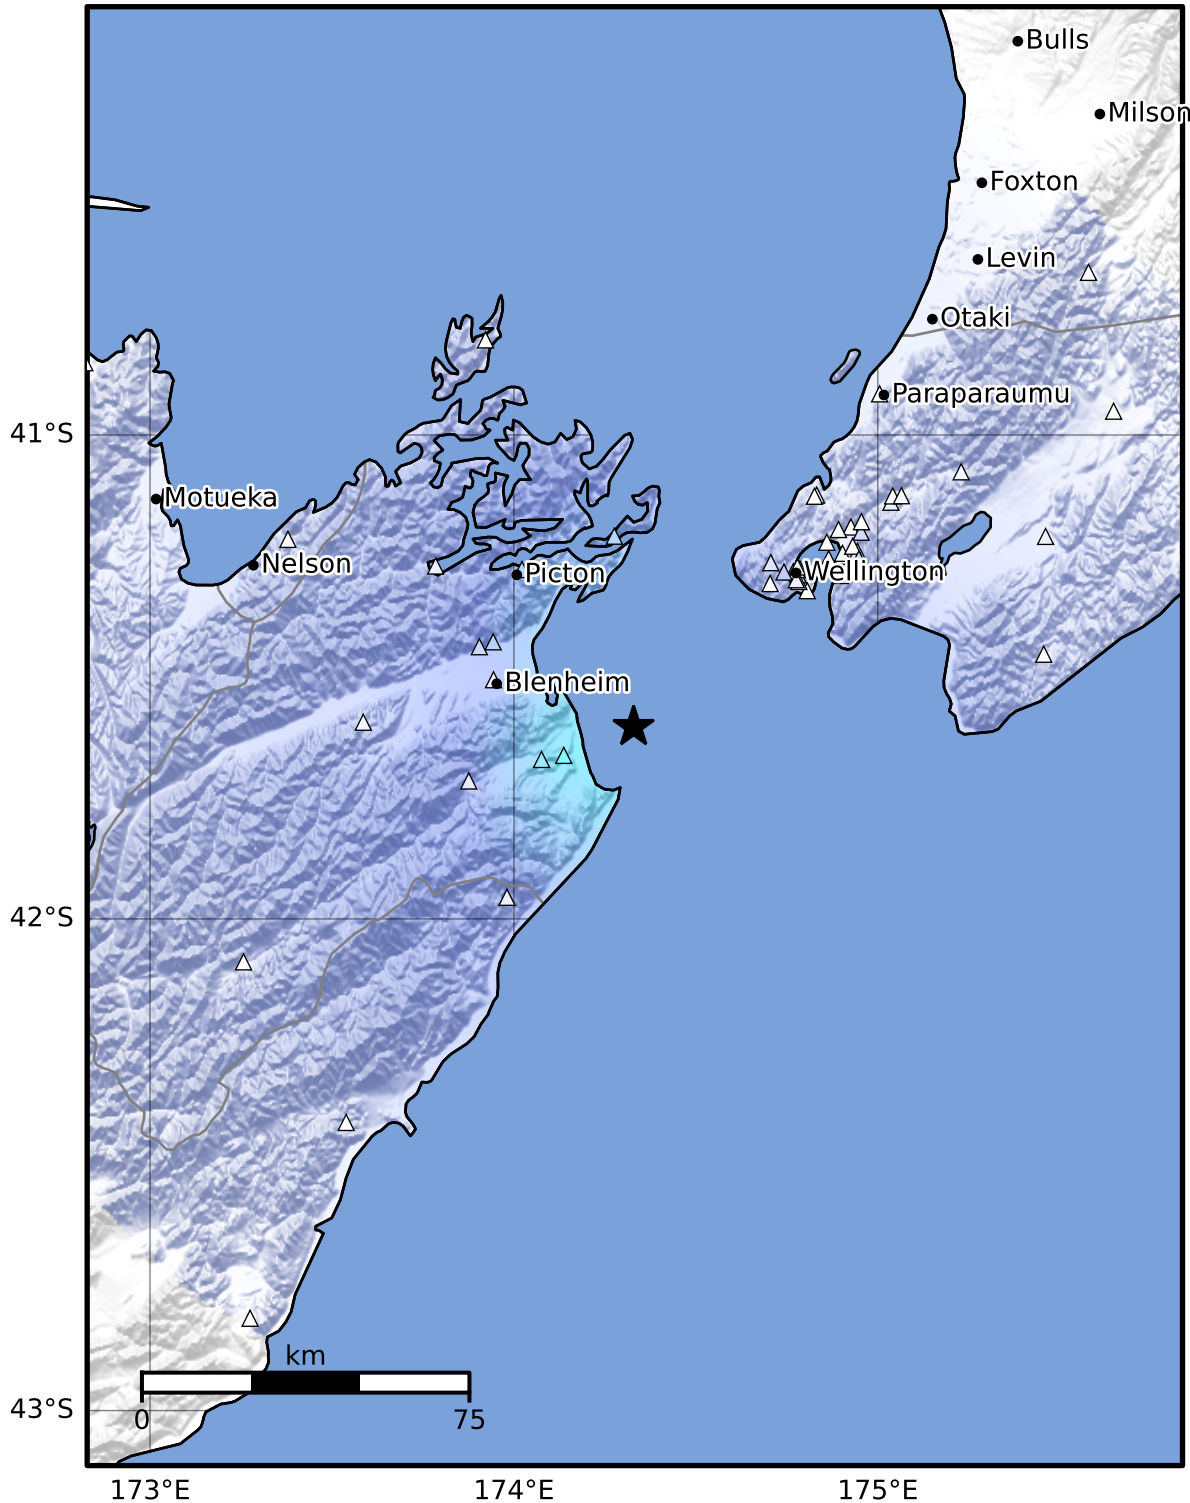 Bulls
Milson
Foxton
Levin
Otaki
Paraparaumu
41°S
Motueka
Nelson
Picton
Wellington
Blenheim
42°S
km
0
75
43°S
173°E
174°E
175°E